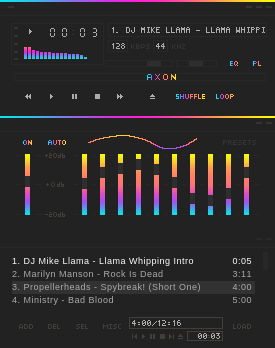 00:03
1. DJ MIKE LLAMA - LLAMA WHIPPI
128 KBPS 44 KHZ
EQ PL
AXON
SHUFFLE LOOP
ON AUTO PRESETS
+20db
+0db
-20db
1. DJ Mike Llama - Llama Whipping Intro 0:05
2. Marilyn Manson - Rock Is Dead 3:11
3. Propellerheads - Spybreak! (Short One) 4:00
4. Ministry - Bad Blood 5:00
ADD DEL SEL MISC 4:00/12:16 LOAD
00:03